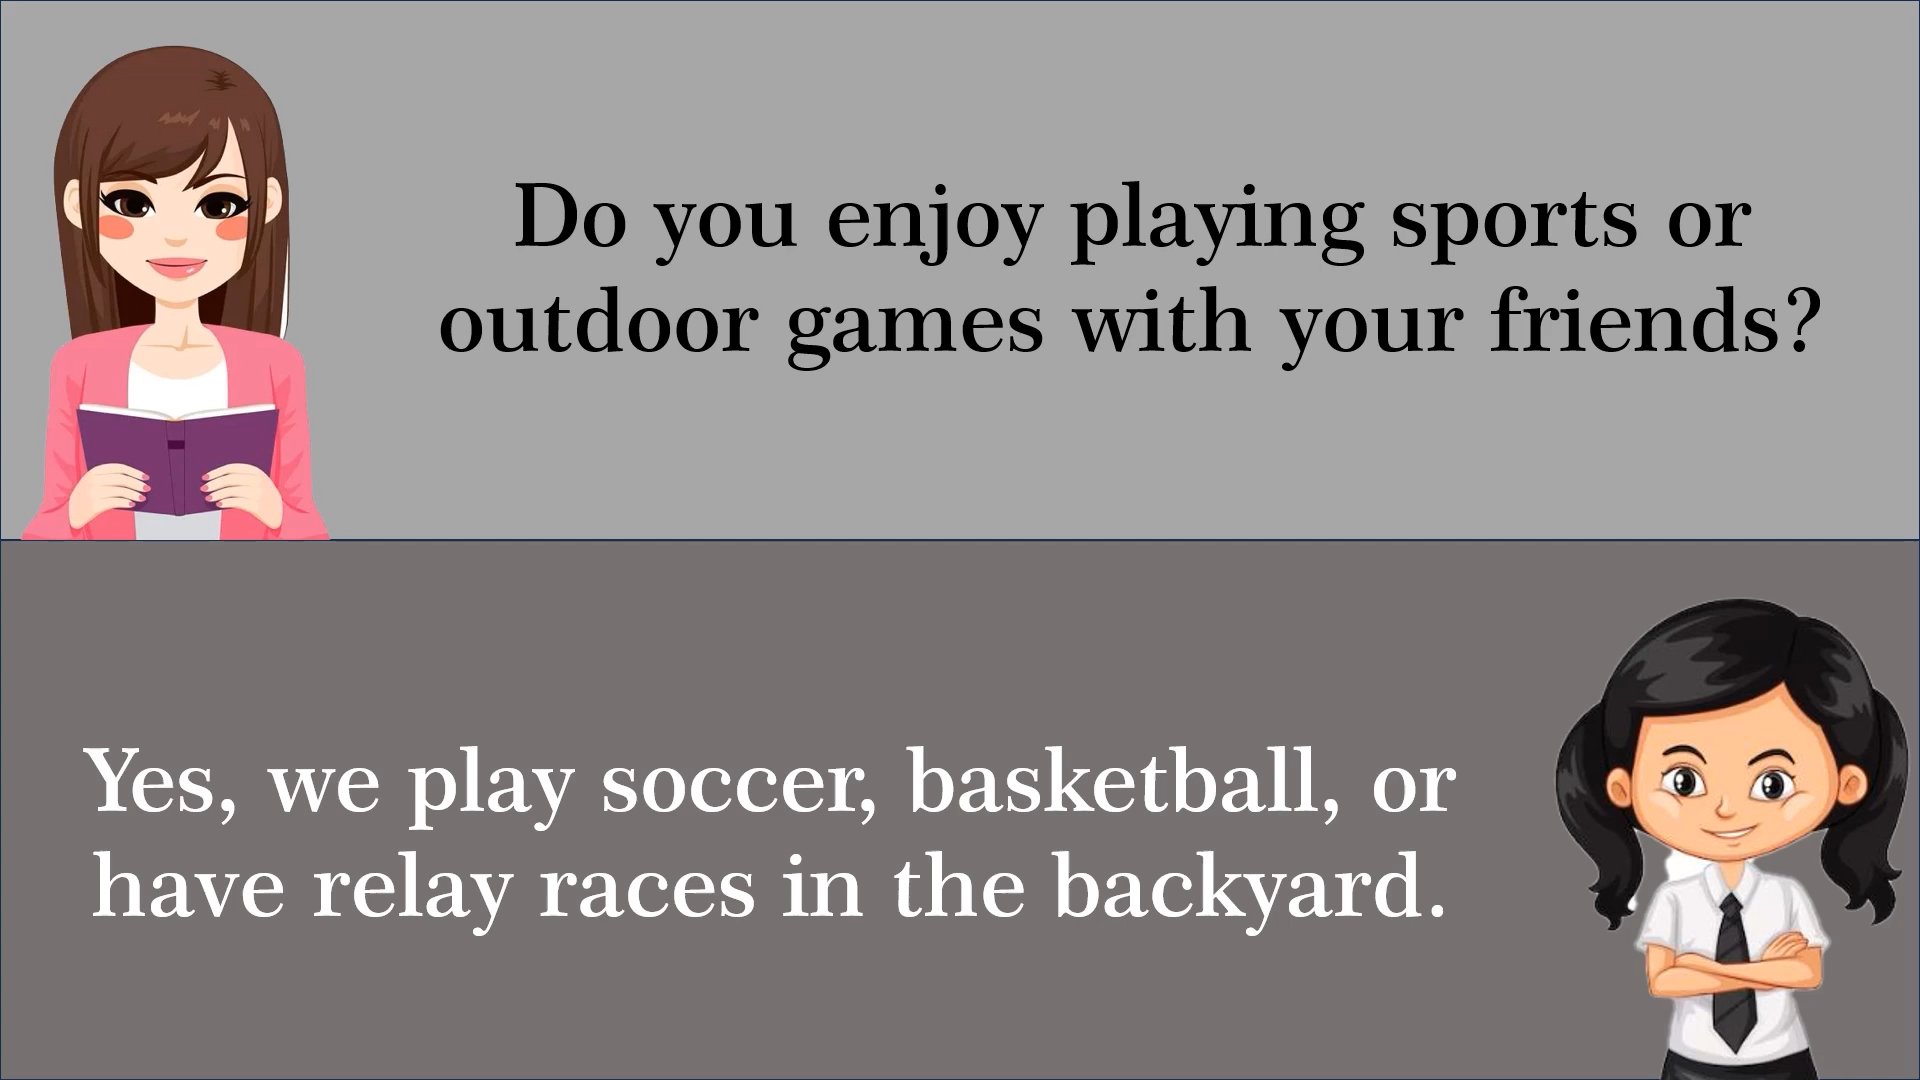 Do you enjoy playing sports or
outdoor games with your friends?
Yes, we play soccer, basketball, or
have relay races in the backyard.